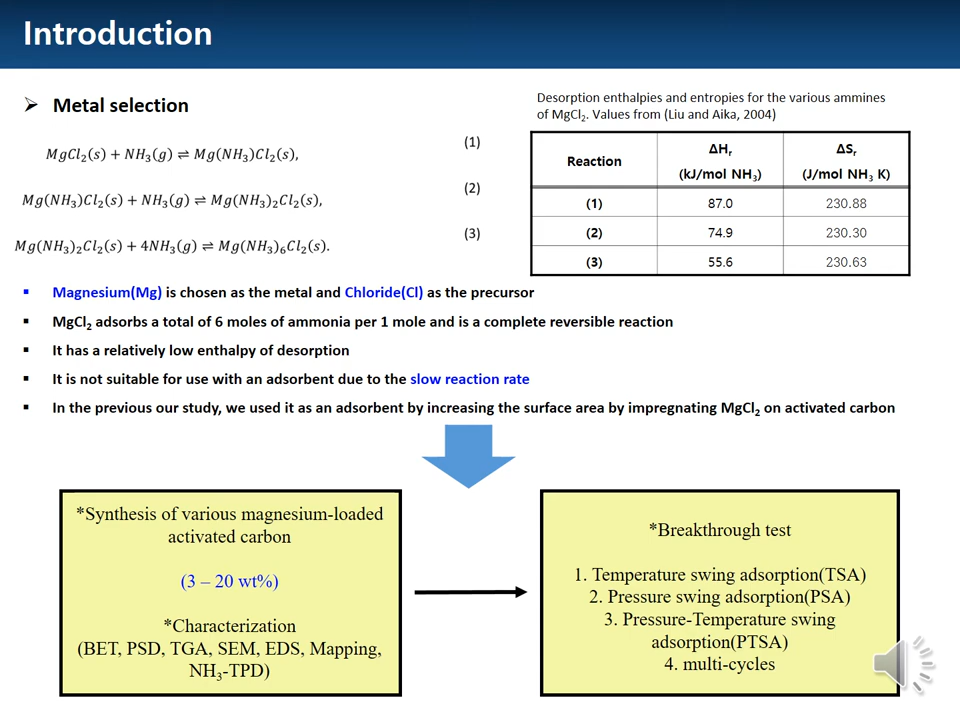 Introduction
➢ Metal selection
MgCl₂(s) + NH₃(g) ⇌ Mg(NH₃)Cl₂(s), (1)
Mg(NH₃)Cl₂(s) + NH₃(g) ⇌ Mg(NH₃)₂Cl₂(s), (2)
Mg(NH₃)₂Cl₂(s) + 4NH₃(g) ⇌ Mg(NH₃)₆Cl₂(s). (3)
Desorption enthalpies and entropies for the various ammines
of MgCl₂. Values from (Liu and Aika, 2004)
Reaction ΔHᵣ (kJ/mol NH₃) ΔSᵣ (J/mol NH₃ K)
(1) 87.0 230.88
(2) 74.9 230.30
(3) 55.6 230.63
▪ Magnesium(Mg) is chosen as the metal and Chloride(Cl) as the precursor
▪ MgCl₂ adsorbs a total of 6 moles of ammonia per 1 mole and is a complete reversible reaction
▪ It has a relatively low enthalpy of desorption
▪ It is not suitable for use with an adsorbent due to the slow reaction rate
▪ In the previous our study, we used it as an adsorbent by increasing the surface area by impregnating MgCl₂ on activated carbon
*Synthesis of various magnesium-loaded
activated carbon
(3 – 20 wt%)
*Characterization
(BET, PSD, TGA, SEM, EDS, Mapping,
NH₃-TPD)
*Breakthrough test
1. Temperature swing adsorption(TSA)
2. Pressure swing adsorption(PSA)
3. Pressure-Temperature swing
adsorption(PTSA)
4. multi-cycles